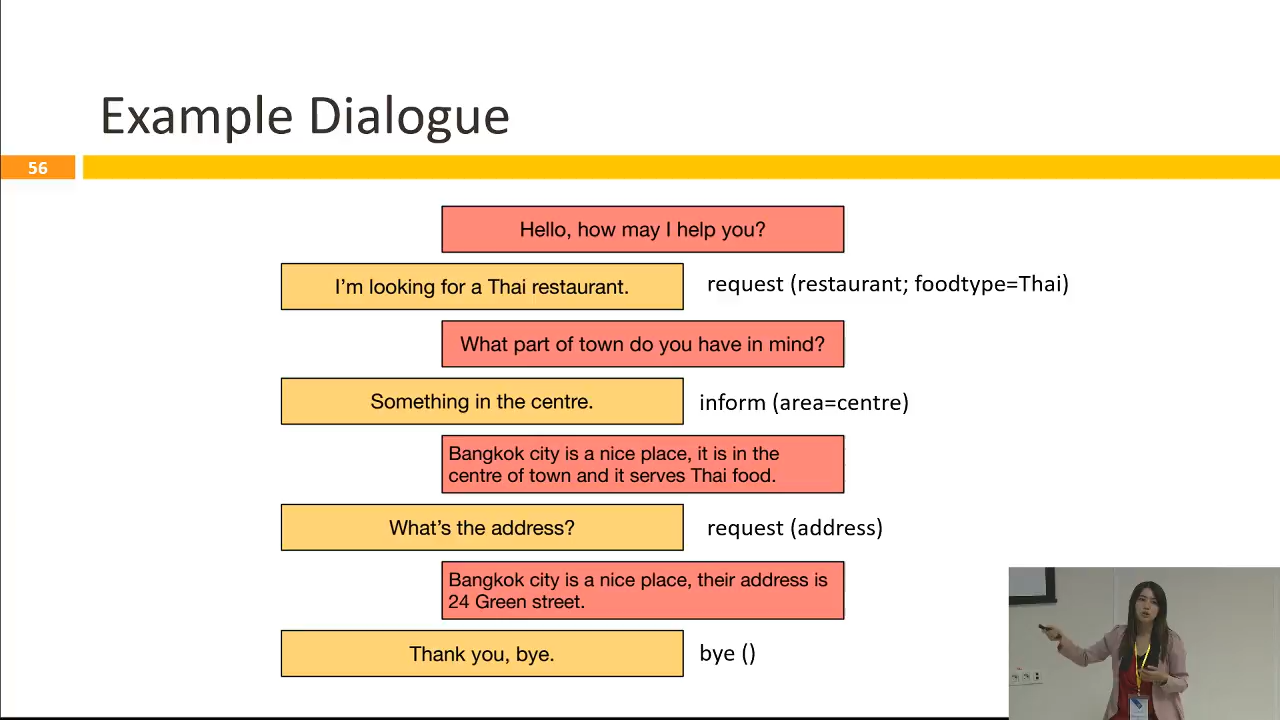 Example Dialogue
56
Hello, how may I help you?
I'm looking for a Thai restaurant.
request (restaurant; foodtype=Thai)
What part of town do you have in mind?
Something in the centre.
inform (area=centre)
Bangkok city is a nice place, it is in the
centre of town and it serves Thai food.
What's the address?
request (address)
Bangkok city is a nice place, their address is
24 Green street.
Thank you, bye.
bye ()